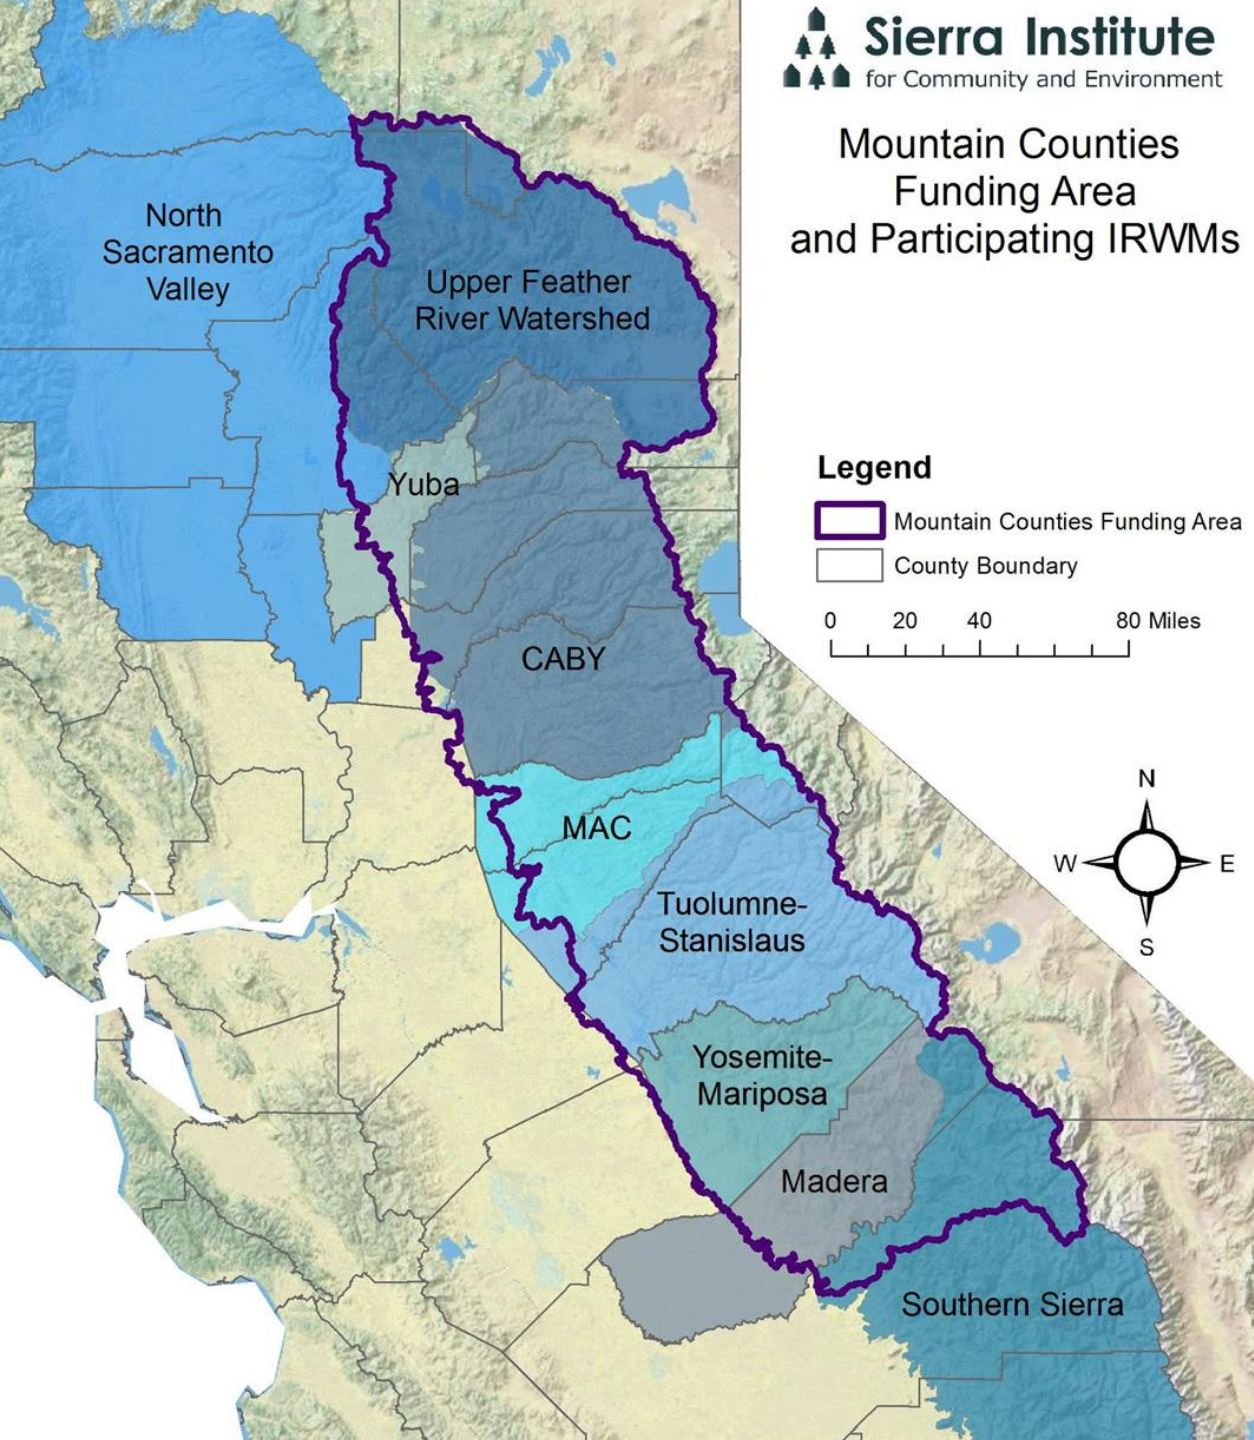 Sierra Institute
for Community and Environment
Mountain Counties
Funding Area
and Participating IRWMs
North
Sacramento
Valley
Upper Feather
River Watershed
Yuba
CABY
MAC
Tuolumne-
Stanislaus
Yosemite-
Mariposa
Madera
Southern Sierra
Legend
Mountain Counties Funding Area
County Boundary
0 20 40 80 Miles
N
W E
S